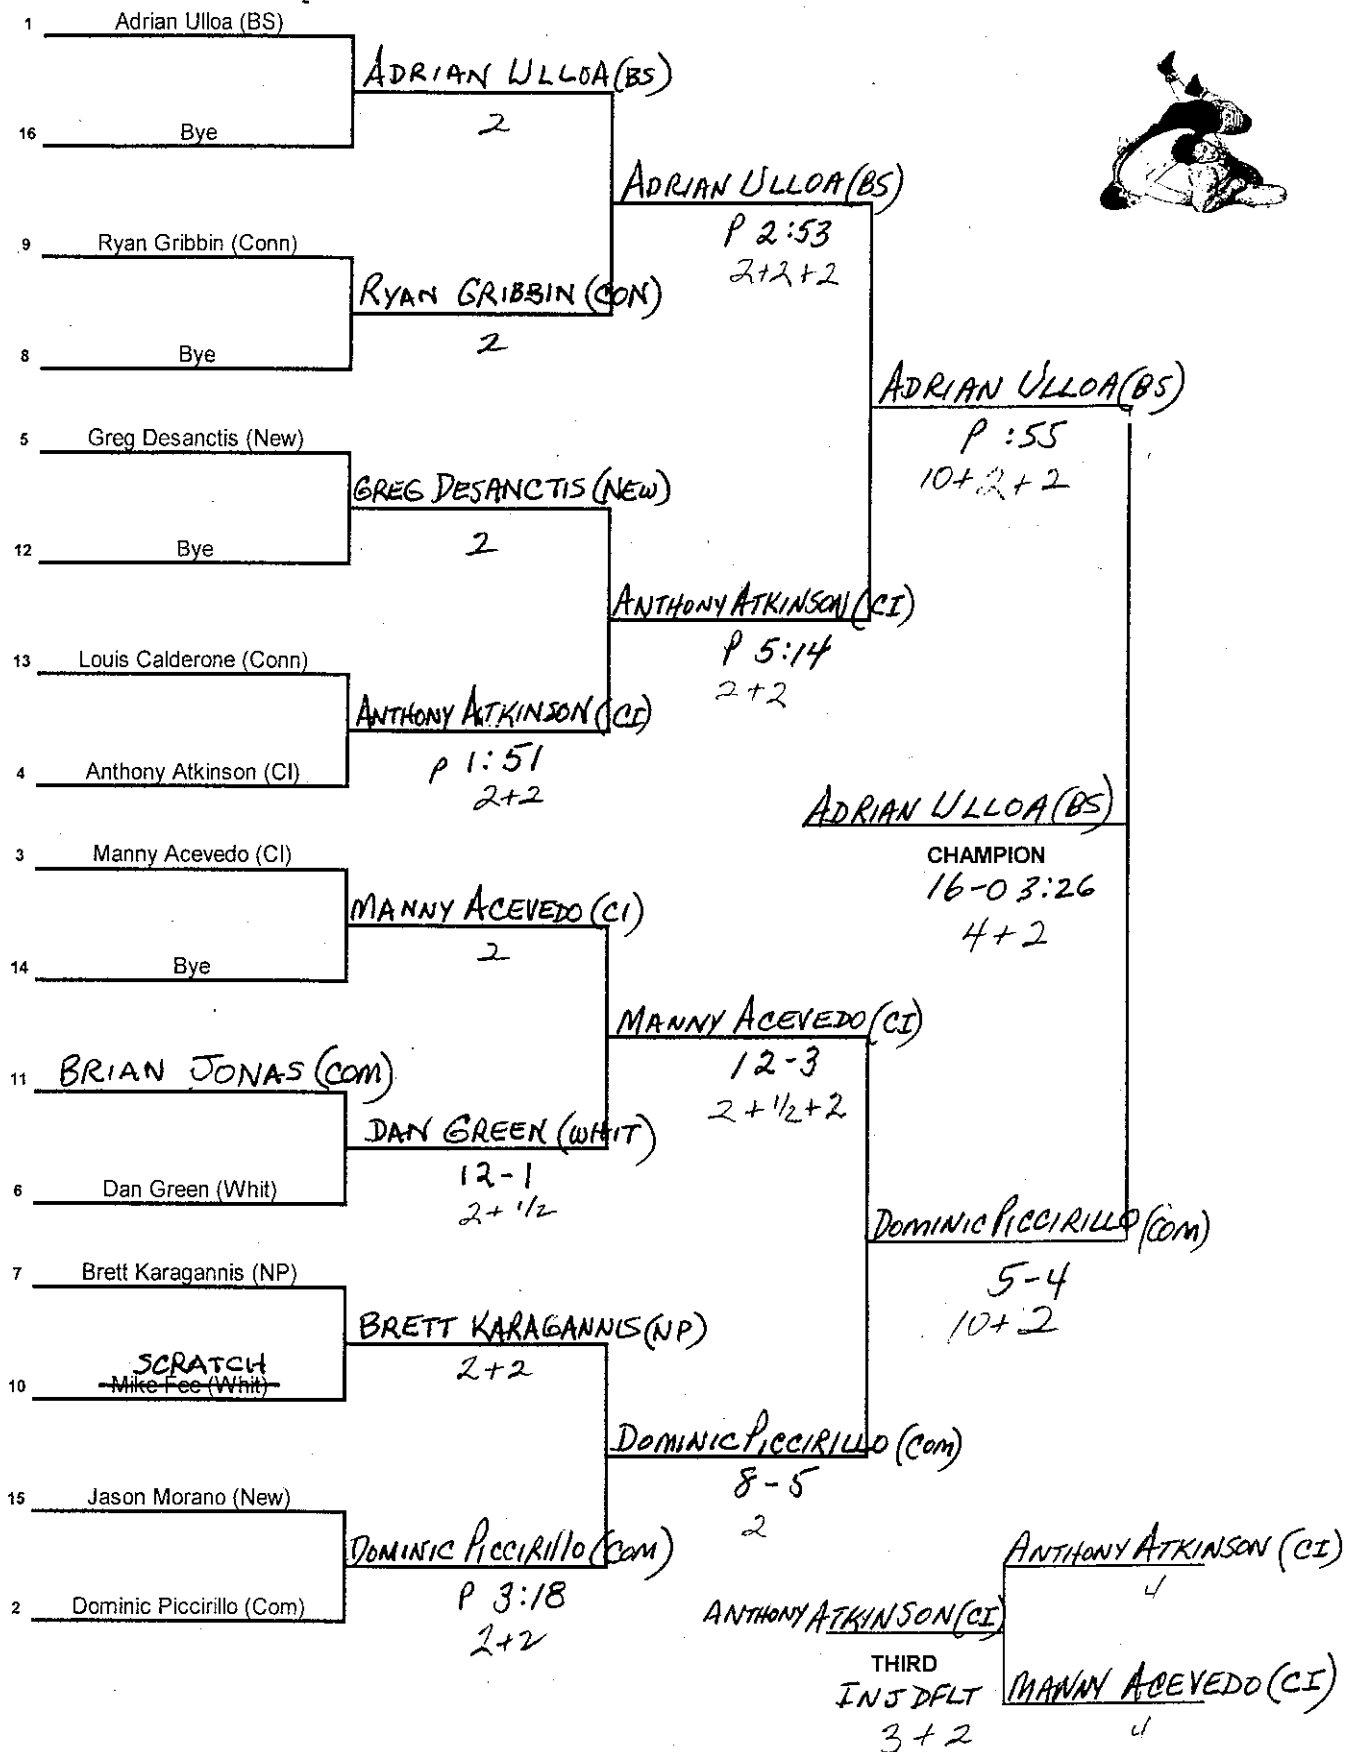 1 Adrian Ulloa (BS)
ADRIAN ULLOA (BS)
2
16 Bye
ADRIAN ULLOA (BS)
P 2:53
2+2+2
9 Ryan Gribbin (Conn)
RYAN GRIBBIN (CON)
2
8 Bye
ADRIAN ULLOA (BS)
P :55
10+2+2
5 Greg Desanctis (New)
GREG DESANCTIS (NEW)
2
12 Bye
ANTHONY ATKINSON (CI)
P 5:14
2+2
13 Louis Calderone (Conn)
ANTHONY ATKINSON (CI)
P 1:51
2+2
4 Anthony Atkinson (CI)
ADRIAN ULLOA (BS)
CHAMPION
16-0 3:26
4+2
3 Manny Acevedo (CI)
MANNY ACEVEDO (CI)
2
14 Bye
MANNY ACEVEDO (CI)
12-3
2+1/2+2
11 BRIAN JONAS (COM)
DAN GREEN (WHIT)
12-1
2+1/2
6 Dan Green (Whit)
DOMINIC PICCIRILLO (COM)
5-4
10+2
7 Brett Karagannis (NP)
BRETT KARAGANNIS (NP)
2+2
SCRATCH
10 Mike Fee (Whit)
DOMINIC PICCIRILLO (COM)
8-5
2
15 Jason Morano (New)
DOMINIC PICCIRILLO (COM)
P 3:18
2+2
2 Dominic Piccirillo (Com)
ANTHONY ATKINSON (CI)
4
ANTHONY ATKINSON (CI)
THIRD
INJ DFLT
3+2
MANNY ACEVEDO (CI)
4